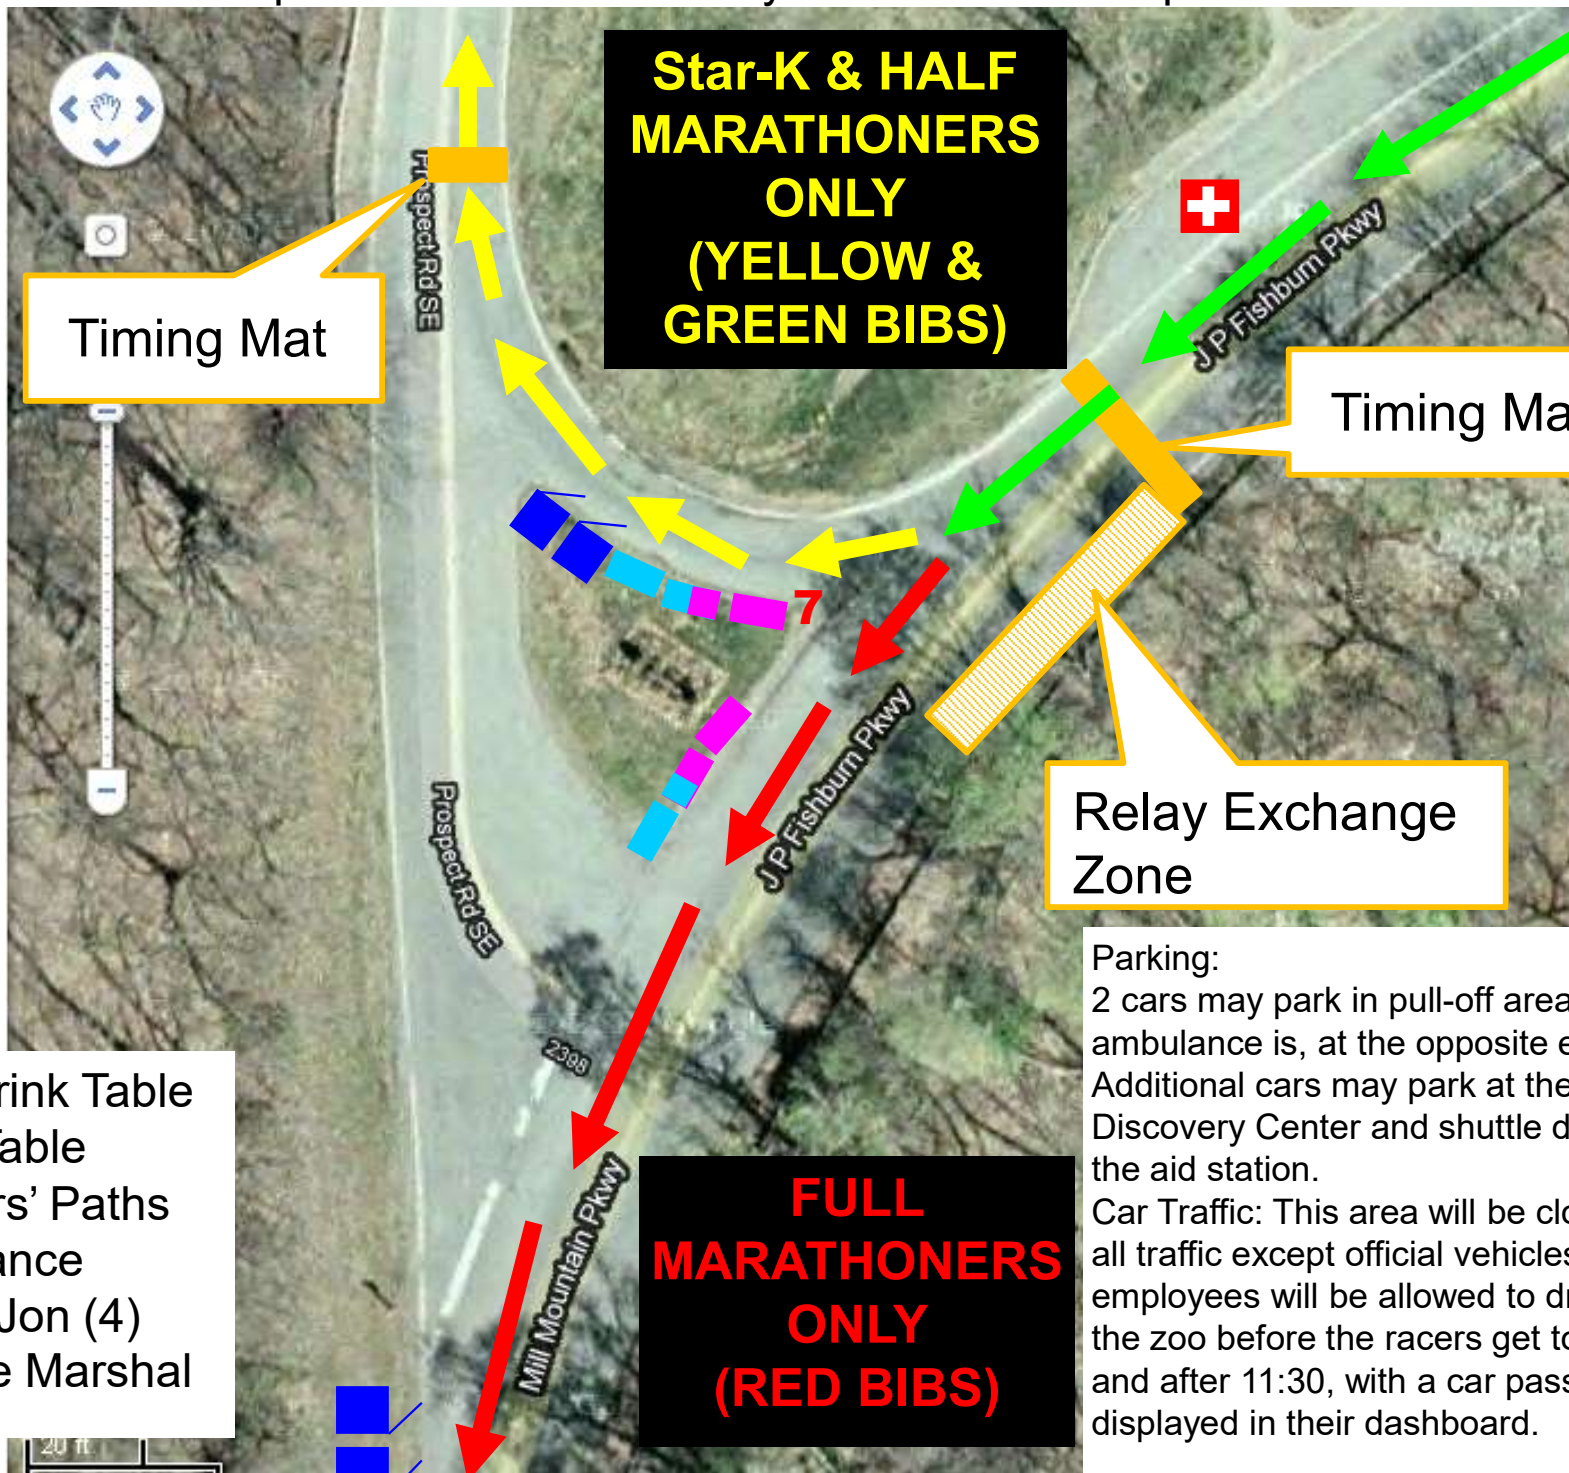 Star-K & HALF
MARATHONERS
ONLY
(YELLOW &
GREEN BIBS)
Prospect Rd SE
Timing Mat
J P Fishburn Pkwy
Timing Ma
7
J P Fishburn Pkwy
Relay Exchange
Zone
Prospect Rd SE
Parking:
2 cars may park in pull-off area
ambulance is, at the opposite e
Additional cars may park at the
Discovery Center and shuttle d
the aid station.
Car Traffic: This area will be clo
all traffic except official vehicles
employees will be allowed to dr
the zoo before the racers get to
and after 11:30, with a car pass
displayed in their dashboard.
2398
rink Table
Table
rs’ Paths
ance
Jon (4)
e Marshal
Mill Mountain Pkwy
FULL
MARATHONERS
ONLY
(RED BIBS)
20 ft